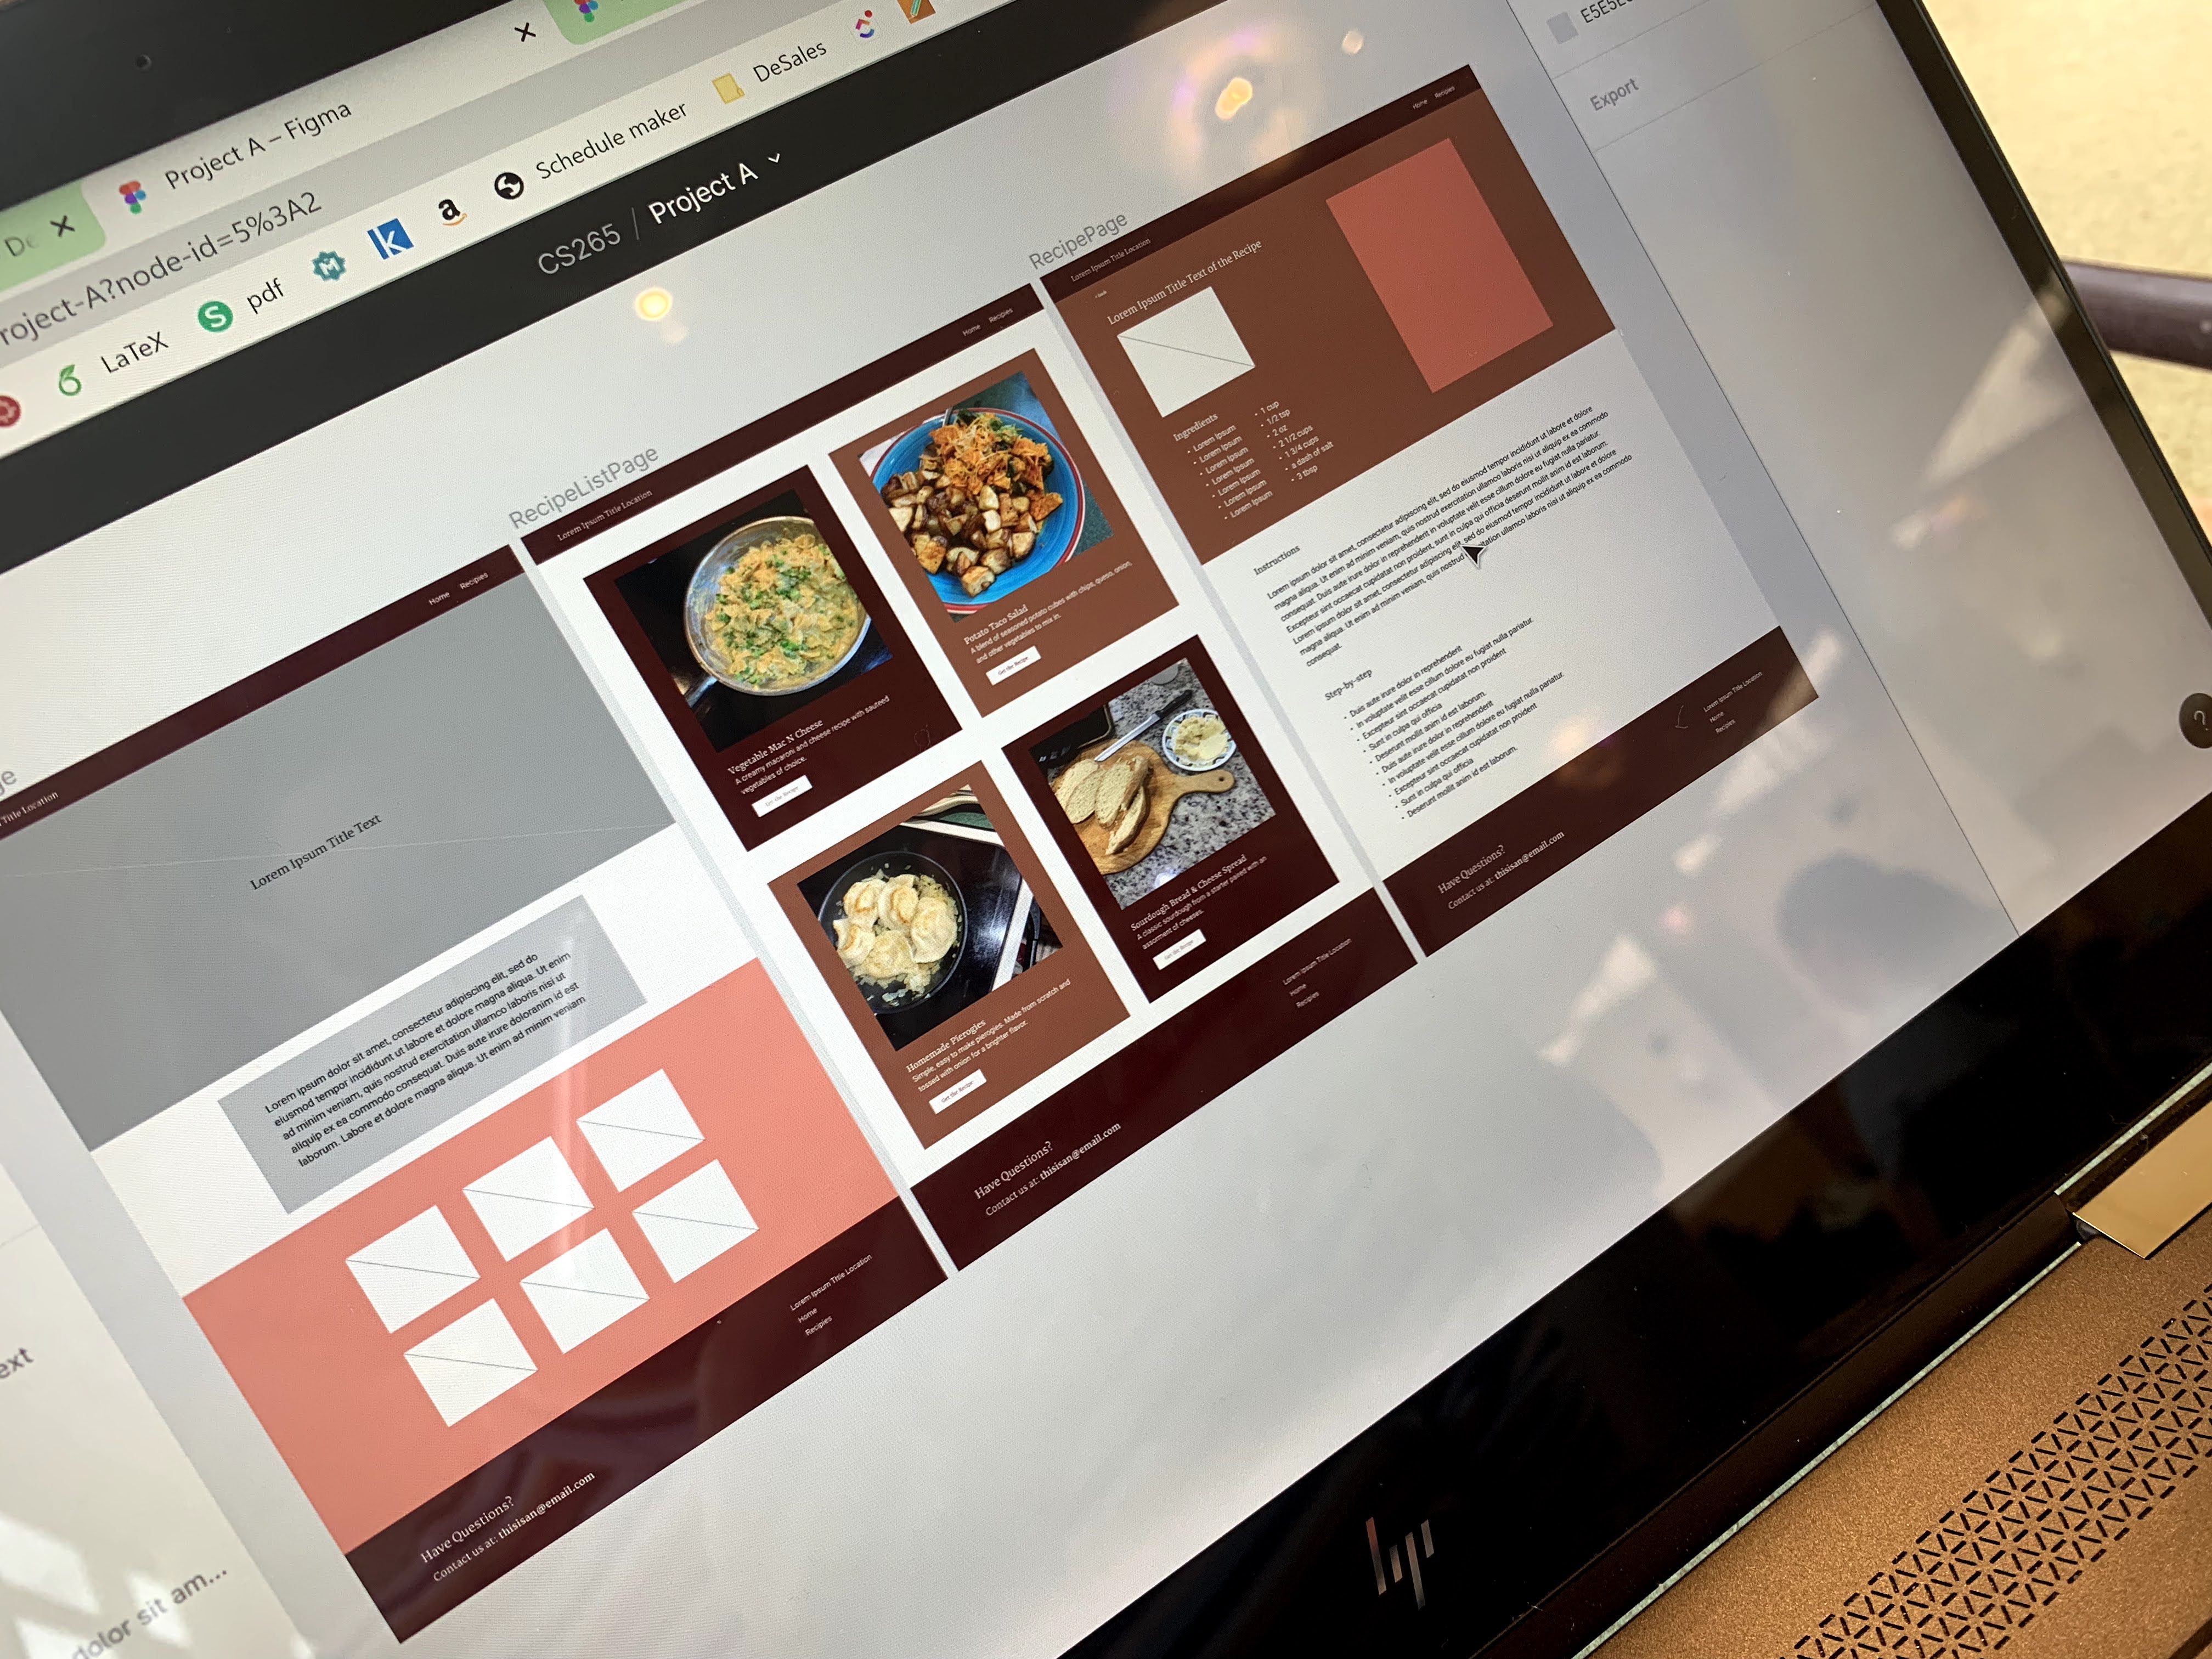 Project A – Figma
roject-A?node-id=5%3A2
LaTeX
pdf
Schedule maker
DeSales
CS265 / Project A
Export
Title Location
Home Recipies
Lorem Ipsum Title Text
Lorem ipsum dolor sit amet, consectetur adipiscing elit, sed do
eiusmod tempor incididunt ut labore et dolore magna aliqua. Ut enim
ad minim veniam, quis nostrud exercitation ullamco laboris nisi ut
aliquip ex ea commodo consequat. Duis aute irure doloranim id est
laborum. Labore et dolore magna aliqua. Ut enim ad minim veniam
Have Questions?
Contact us at: thisisan@email.com
Lorem Ipsum Title Location
Home
Recipies
RecipeListPage
Lorem Ipsum Title Location
Home Recipies
Vegetable Mac N Cheese
A creamy macaroni and cheese recipe with sauteed
vegetables of choice.
Get the Recipe
Potato Taco Salad
A blend of seasoned potato cubes with chips, queso, onion,
and other vegetables to mix in.
Get the Recipe
Homemade Pierogies
Simple, easy to make pierogies. Made from scratch and
tossed with onion for a brighter flavor.
Get the Recipe
Sourdough Bread & Cheese Spread
A classic sourdough from a starter paired with an
assortment of cheeses.
Get the Recipe
Have Questions?
Contact us at: thisisan@email.com
Lorem Ipsum Title Location
Home
Recipies
RecipePage
Lorem Ipsum Title Location
Home Recipies
Lorem Ipsum Title Text of the Recipe
Ingredients
• Lorem Ipsum • 1 cup
• Lorem Ipsum • 1/2 tsp
• Lorem Ipsum • 2 oz
• Lorem Ipsum • 2 1/2 cups
• Lorem Ipsum • 1 3/4 cups
• Lorem Ipsum • a dash of salt
• Lorem Ipsum • 3 tbsp
Instructions
Lorem ipsum dolor sit amet, consectetur adipiscing elit, sed do eiusmod tempor incididunt ut labore et dolore
magna aliqua. Ut enim ad minim veniam, quis nostrud exercitation ullamco laboris nisi ut aliquip ex ea commodo
consequat. Duis aute irure dolor in reprehenderit in voluptate velit esse cillum dolore eu fugiat nulla pariatur.
Excepteur sint occaecat cupidatat non proident, sunt in culpa qui officia deserunt mollit anim id est laborum.
Lorem ipsum dolor sit amet, consectetur adipiscing elit, sed do eiusmod tempor incididunt ut labore et dolore
magna aliqua. Ut enim ad minim veniam, quis nostrud ullamco laboris nisi ut aliquip ex ea commodo
consequat.
Step-by-step
• Duis aute irure dolor in reprehenderit
• In voluptate velit esse cillum dolore eu fugiat nulla pariatur.
• Excepteur sint occaecat cupidatat non proident
• Sunt in culpa qui officia
• Deserunt mollit anim id est laborum.
• Duis aute irure dolor in reprehenderit
• In voluptate velit esse cillum dolore eu fugiat nulla pariatur.
• Excepteur sint occaecat cupidatat non proident
• Sunt in culpa qui officia
• Deserunt mollit anim id est laborum.
Have Questions?
Contact us at: thisisan@email.com
Lorem Ipsum Title Location
Home
Recipies
ext
dolor sit am...
hp